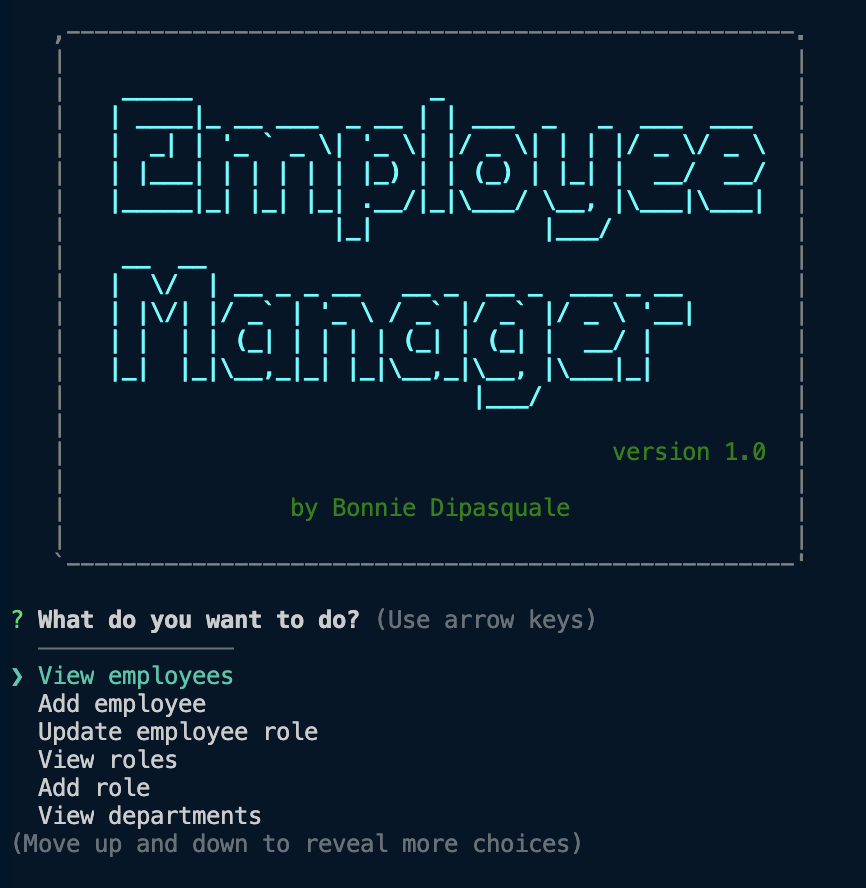 Employee
Manager
version 1.0
by Bonnie Dipasquale
? What do you want to do? (Use arrow keys)
❯ View employees
Add employee
Update employee role
View roles
Add role
View departments
(Move up and down to reveal more choices)